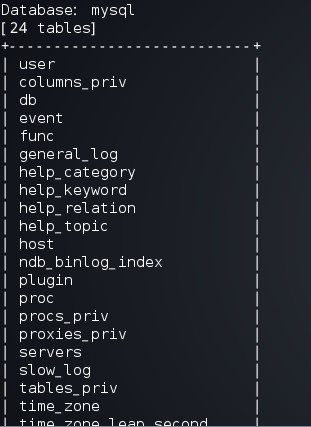 Database: mysql
[24 tables]
+---------------------------+
| user |
| columns_priv |
| db |
| event |
| func |
| general_log |
| help_category |
| help_keyword |
| help_relation |
| help_topic |
| host |
| ndb_binlog_index |
| plugin |
| proc |
| procs_priv |
| proxies_priv |
| servers |
| slow_log |
| tables_priv |
| time_zone |
| time_zone_leap_second |